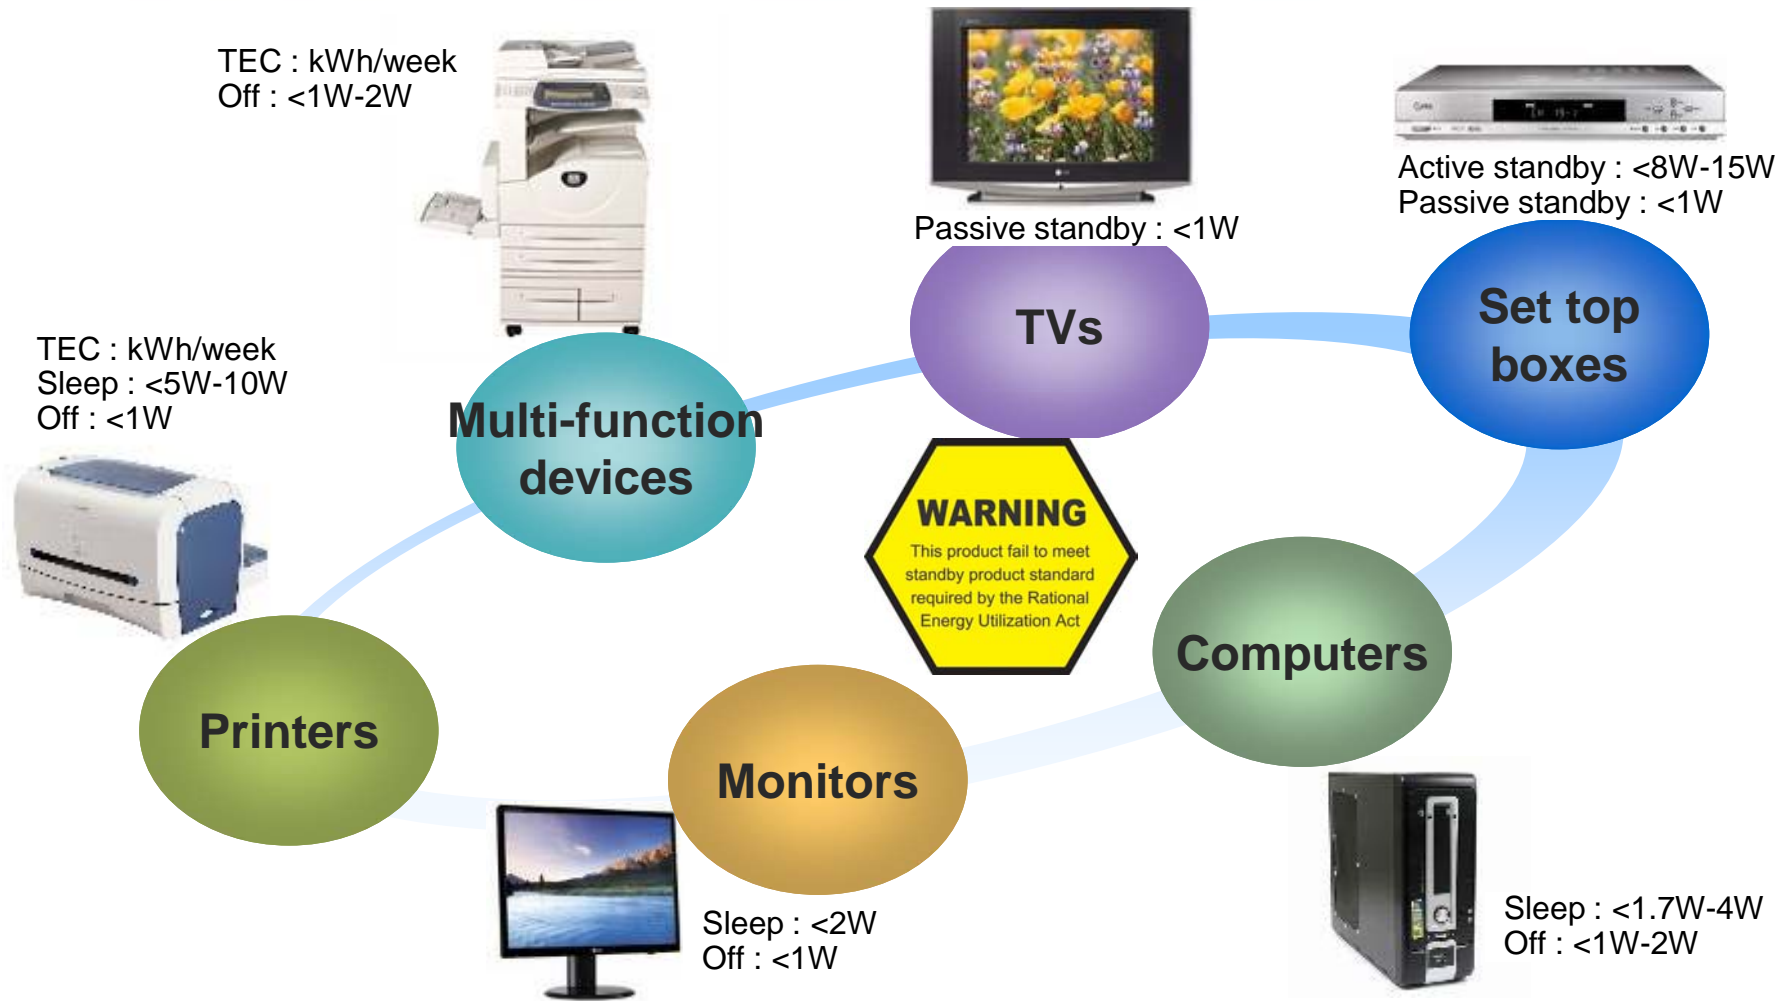 TEC : kWh/week
Off : <1W-2W
Passive standby : <1W
Active standby : <8W-15W
Passive standby : <1W
TVs
Set top
boxes
TEC : kWh/week
Sleep : <5W-10W
Off : <1W
Multi-function
devices
WARNING
This product fail to meet
standby product standard
required by the Rational
Energy Utilization Act
Computers
Printers
Monitors
Sleep : <2W
Off : <1W
Sleep : <1.7W-4W
Off : <1W-2W